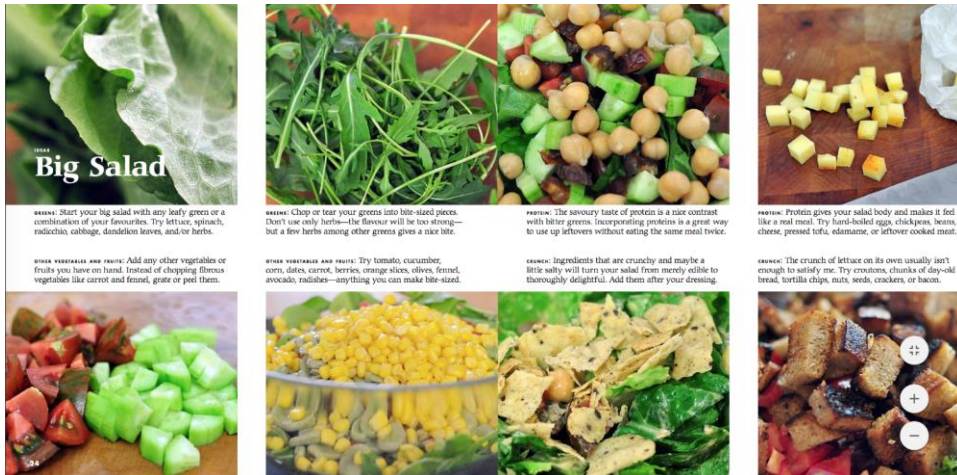 IDEAS
Big Salad
GREENS: Start your big salad with any leafy green or a
combination of your favourites. Try lettuce, spinach,
radicchio, cabbage, dandelion leaves, and/or herbs.
GREENS: Chop or tear your greens into bite-sized pieces.
Don't use only herbs—the flavour will be too strong—
but a few herbs among other greens gives a nice bite.
PROTEIN: The savoury taste of protein is a nice contrast
with bitter greens. Incorporating proteins is a great way
to use up leftovers without eating the same meal twice.
PROTEIN: Protein gives your salad body and makes it feel
like a real meal. Try hard-boiled eggs, chickpeas, beans,
cheese, pressed tofu, edamame, or leftover cooked meat.
OTHER VEGETABLES AND FRUITS: Add any other vegetables or
fruits you have on hand. Instead of chopping fibrous
vegetables like carrot and fennel, grate or peel them.
OTHER VEGETABLES AND FRUITS: Try tomato, cucumber,
corn, dates, carrot, berries, orange slices, olives, fennel,
avocado, radishes—anything you can make bite-sized.
CRUNCH: Ingredients that are crunchy and maybe a
little salty will turn your salad from merely edible to
thoroughly delightful. Add them after your dressing.
CRUNCH: The crunch of lettuce on its own usually isn't
enough to satisfy me. Try croutons, chunks of day-old
bread, tortilla chips, nuts, seeds, crackers, or bacon.
34